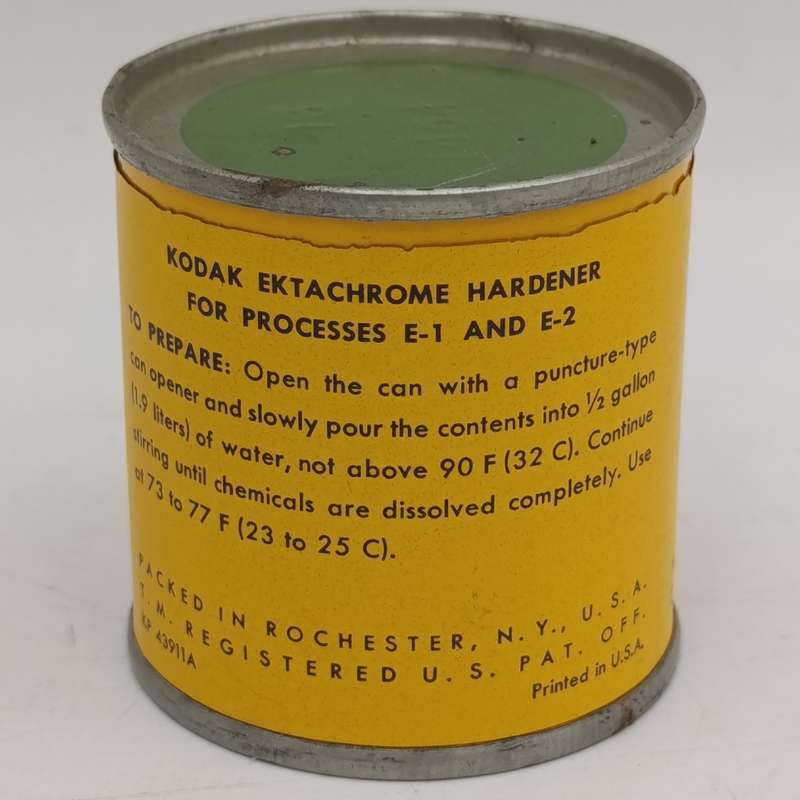 KODAK EKTACHROME HARDENER
FOR PROCESSES E-1 AND E-2
TO PREPARE: Open the can with a puncture-type
can opener and slowly pour the contents into ½ gallon
(1.9 liters) of water, not above 90 F (32 C). Continue
stirring until chemicals are dissolved completely. Use
at 73 to 77 F (23 to 25 C).
PACKED IN ROCHESTER, N. Y., U. S. A.
T. M. REGISTERED U. S. PAT. OFF.
KP 43911A
Printed in U.S.A.